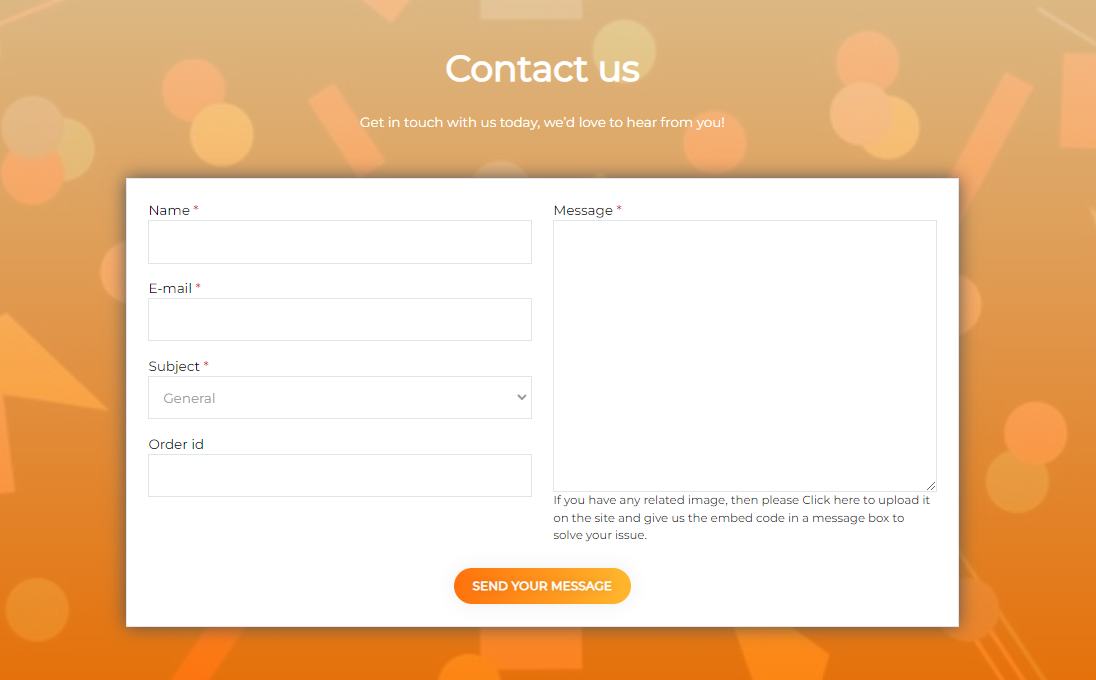 Contact us
Get in touch with us today, we'd love to hear from you!
Name *
E-mail *
Subject *
General
Order id
Message *
If you have any related image, then please Click here to upload it
on the site and give us the embed code in a message box to
solve your issue.
SEND YOUR MESSAGE